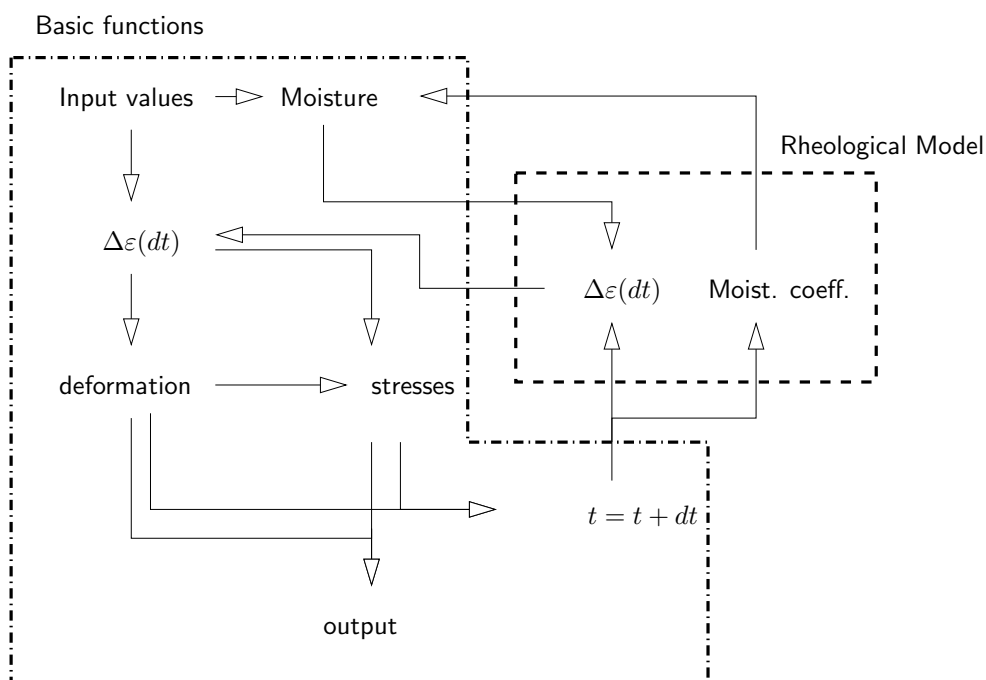 Basic functions
Input values
Moisture
Rheological Model
Δε(dt)
Δε(dt)
Moist. coeff.
deformation
stresses
t = t + dt
output